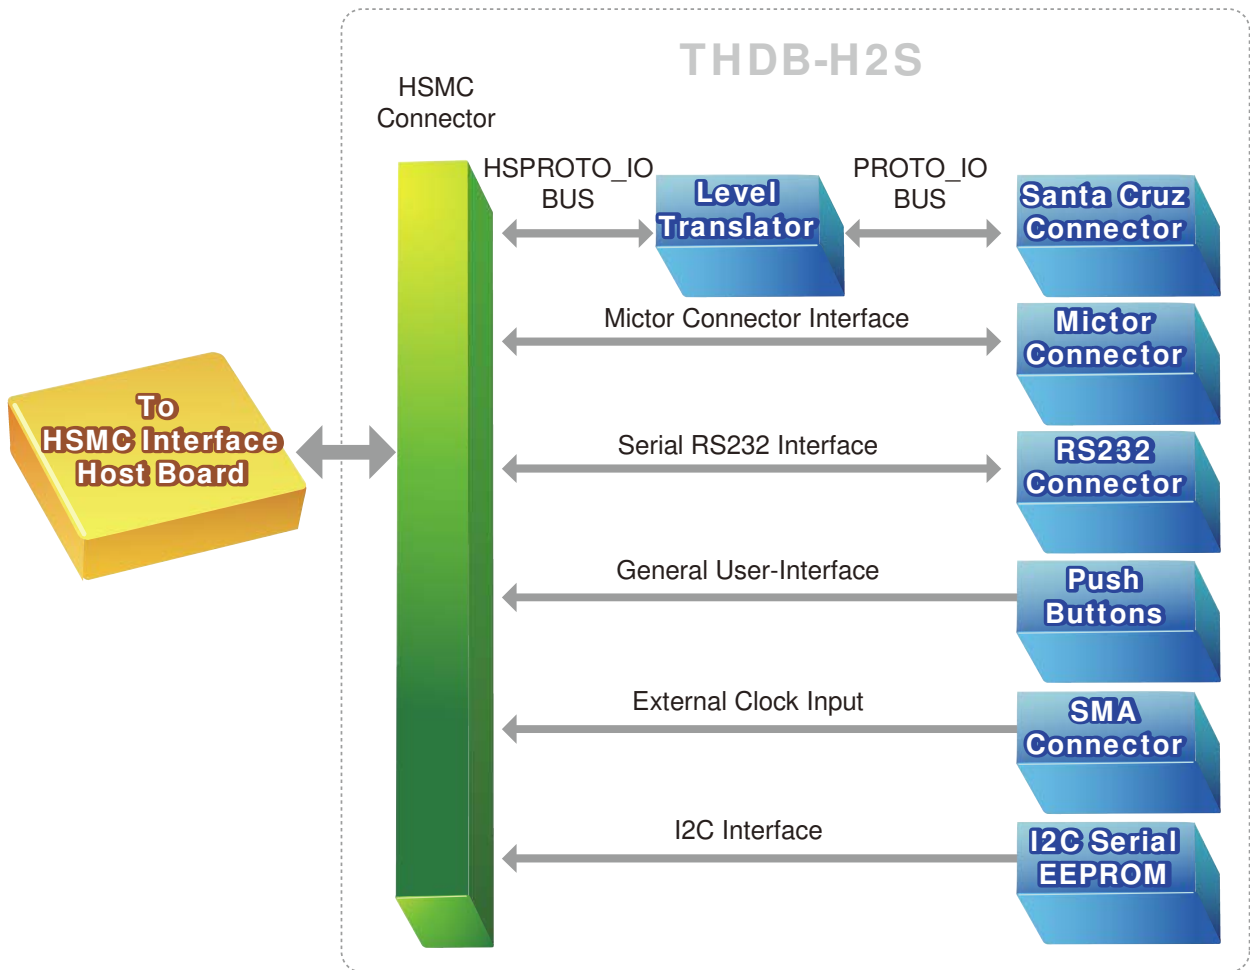 THDB-H2S
HSMC
Connector
HSPROTO_IO
BUS
Level
Translator
PROTO_IO
BUS
Santa Cruz
Connector
Mictor Connector Interface
Mictor
Connector
To
HSMC Interface
Host Board
Serial RS232 Interface
RS232
Connector
General User-Interface
Push
Buttons
External Clock Input
SMA
Connector
I2C Interface
I2C Serial
EEPROM